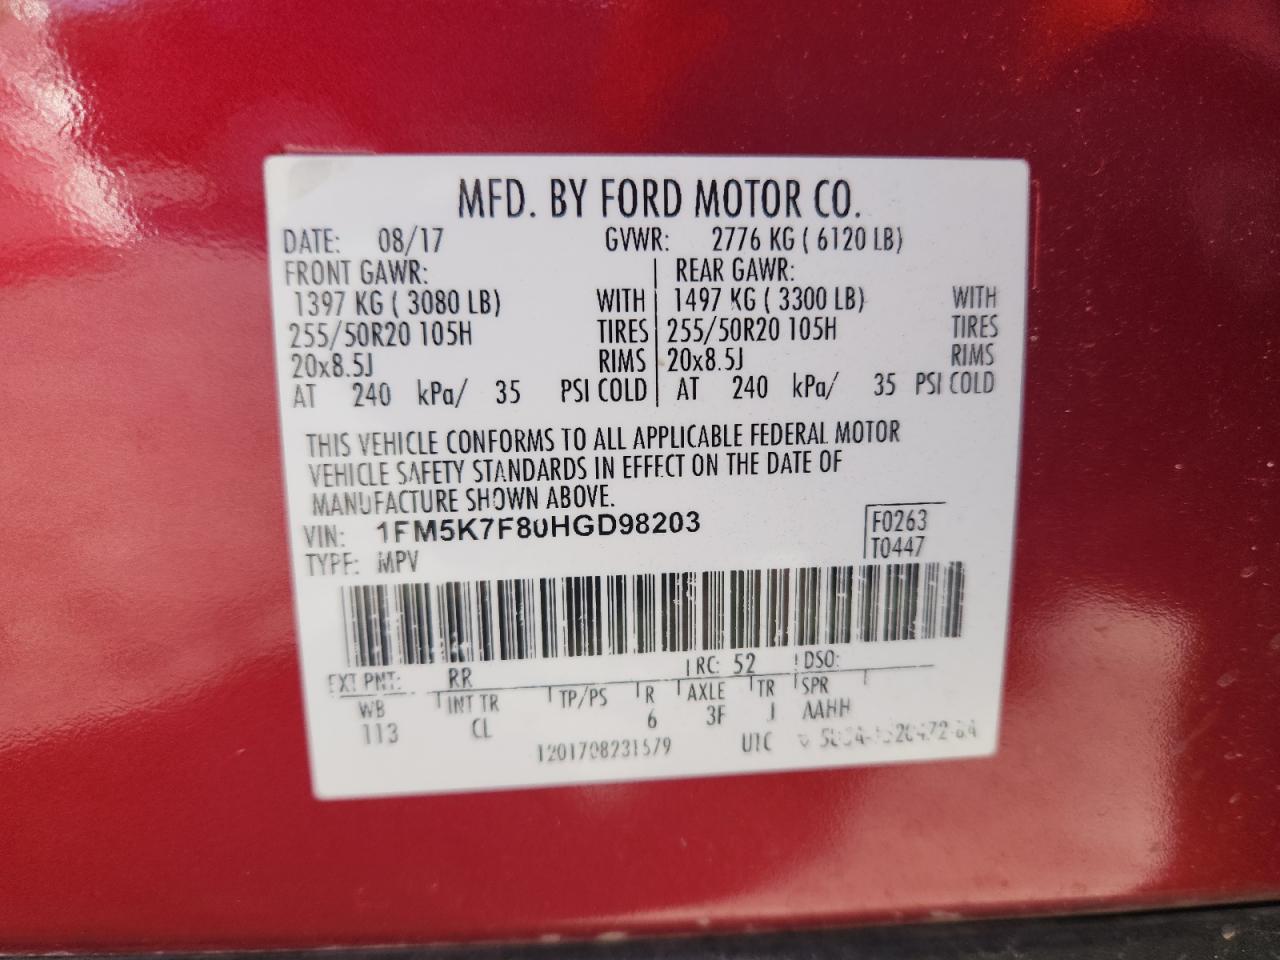 MFD. BY FORD MOTOR CO.
DATE: 08/17 GVWR: 2776 KG ( 6120 LB)
FRONT GAWR: REAR GAWR:
1397 KG ( 3080 LB) WITH 1497 KG ( 3300 LB) WITH
255/50R20 105H TIRES 255/50R20 105H TIRES
20x8.5J RIMS 20x8.5J RIMS
AT 240 kPa/ 35 PSI COLD AT 240 kPa/ 35 PSI COLD
THIS VEHICLE CONFORMS TO ALL APPLICABLE FEDERAL MOTOR
VEHICLE SAFETY STANDARDS IN EFFECT ON THE DATE OF
MANUFACTURE SHOWN ABOVE.
VIN: 1FM5K7F80HGD98203 F0263
TYPE: MPV T0447
EXT PNT: RR RC: 52 DSO:
WB INT TR TP/PS R AXLE TR SPR
113 CL 6 3F J AAHH
1201708231579 UTC